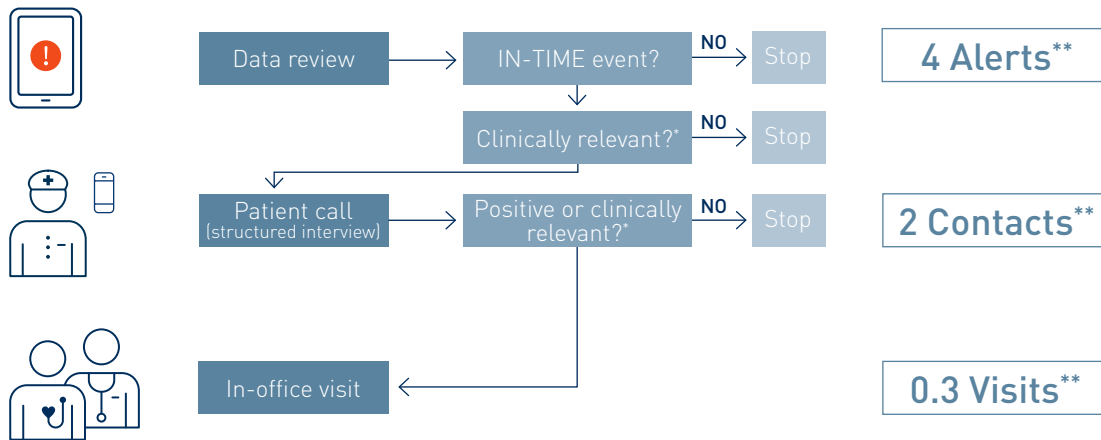 Data review
IN-TIME event?
NO
Stop
4 Alerts**
Clinically relevant?*
NO
Stop
Patient call
(structured interview)
Positive or clinically
relevant?*
NO
Stop
2 Contacts**
In-office visit
0.3 Visits**